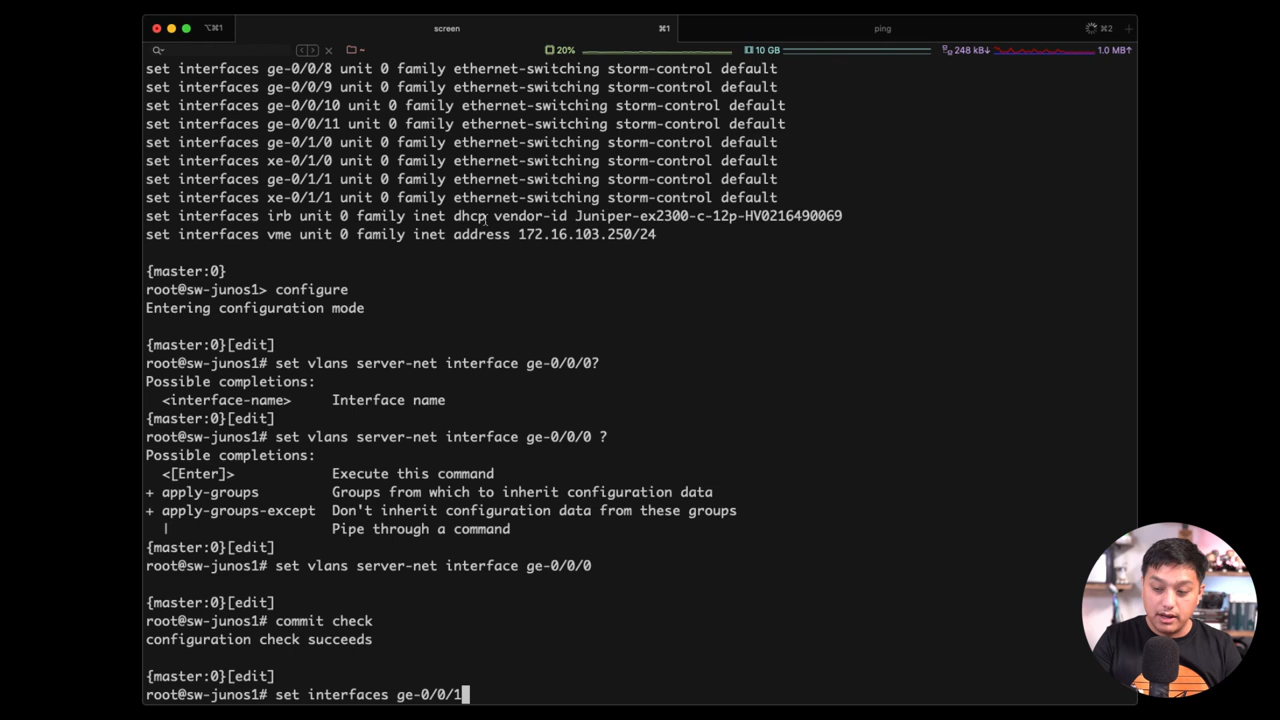 ⌥⌘1
screen
⌘1
ping
⌘2
~
20%
10 GB
248 kB↓
1.0 MB↑
set interfaces ge-0/0/8 unit 0 family ethernet-switching storm-control default
set interfaces ge-0/0/9 unit 0 family ethernet-switching storm-control default
set interfaces ge-0/0/10 unit 0 family ethernet-switching storm-control default
set interfaces ge-0/0/11 unit 0 family ethernet-switching storm-control default
set interfaces ge-0/1/0 unit 0 family ethernet-switching storm-control default
set interfaces xe-0/1/0 unit 0 family ethernet-switching storm-control default
set interfaces ge-0/1/1 unit 0 family ethernet-switching storm-control default
set interfaces xe-0/1/1 unit 0 family ethernet-switching storm-control default
set interfaces irb unit 0 family inet dhcp vendor-id Juniper-ex2300-c-12p-HV0216490069
set interfaces vme unit 0 family inet address 172.16.103.250/24
{master:0}
root@sw-junos1> configure
Entering configuration mode
{master:0}[edit]
root@sw-junos1# set vlans server-net interface ge-0/0/0?
Possible completions:
  <interface-name>     Interface name
{master:0}[edit]
root@sw-junos1# set vlans server-net interface ge-0/0/0 ?
Possible completions:
  <[Enter]>            Execute this command
+ apply-groups         Groups from which to inherit configuration data
+ apply-groups-except  Don't inherit configuration data from these groups
  |                    Pipe through a command
{master:0}[edit]
root@sw-junos1# set vlans server-net interface ge-0/0/0
{master:0}[edit]
root@sw-junos1# commit check
configuration check succeeds
{master:0}[edit]
root@sw-junos1# set interfaces ge-0/0/1